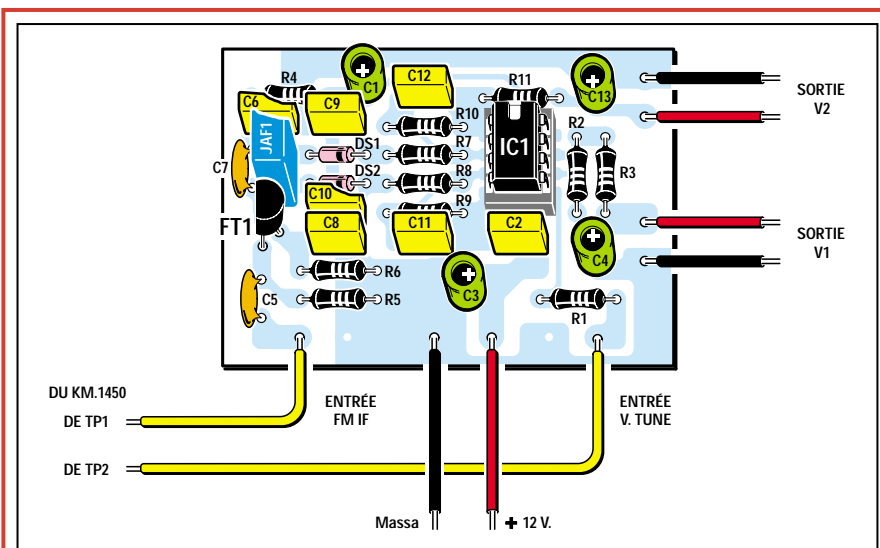 R4
C1
C12
R11
C13
SORTIE
V2
C6
C9
R10
R2
JAF1
DS1
R7
IC1
C7
DS2
R8
R3
C10
R9
FT1
C8
C11
C2
SORTIE
V1
C4
R6
C5
R5
C3
R1
DU KM.1450
ENTRÉE
FM IF
ENTRÉE
V. TUNE
DE TP1
DE TP2
Massa
+ 12 V.